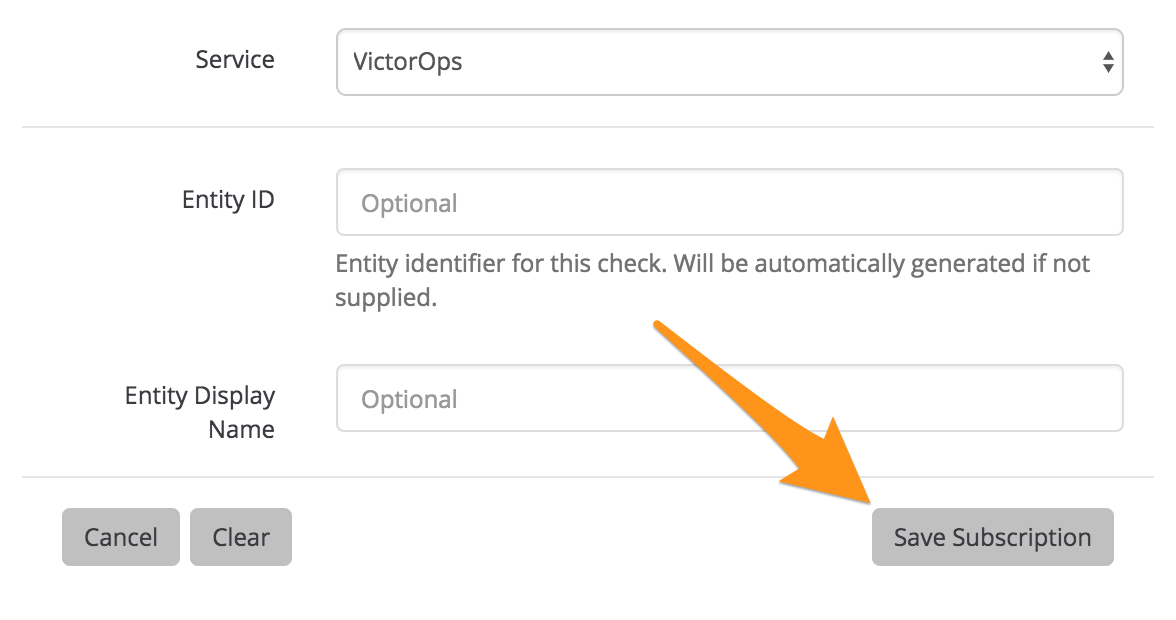 Service
VictorOps
Entity ID
Optional
Entity identifier for this check. Will be automatically generated if not
supplied.
Entity Display
Name
Optional
Cancel
Clear
Save Subscription